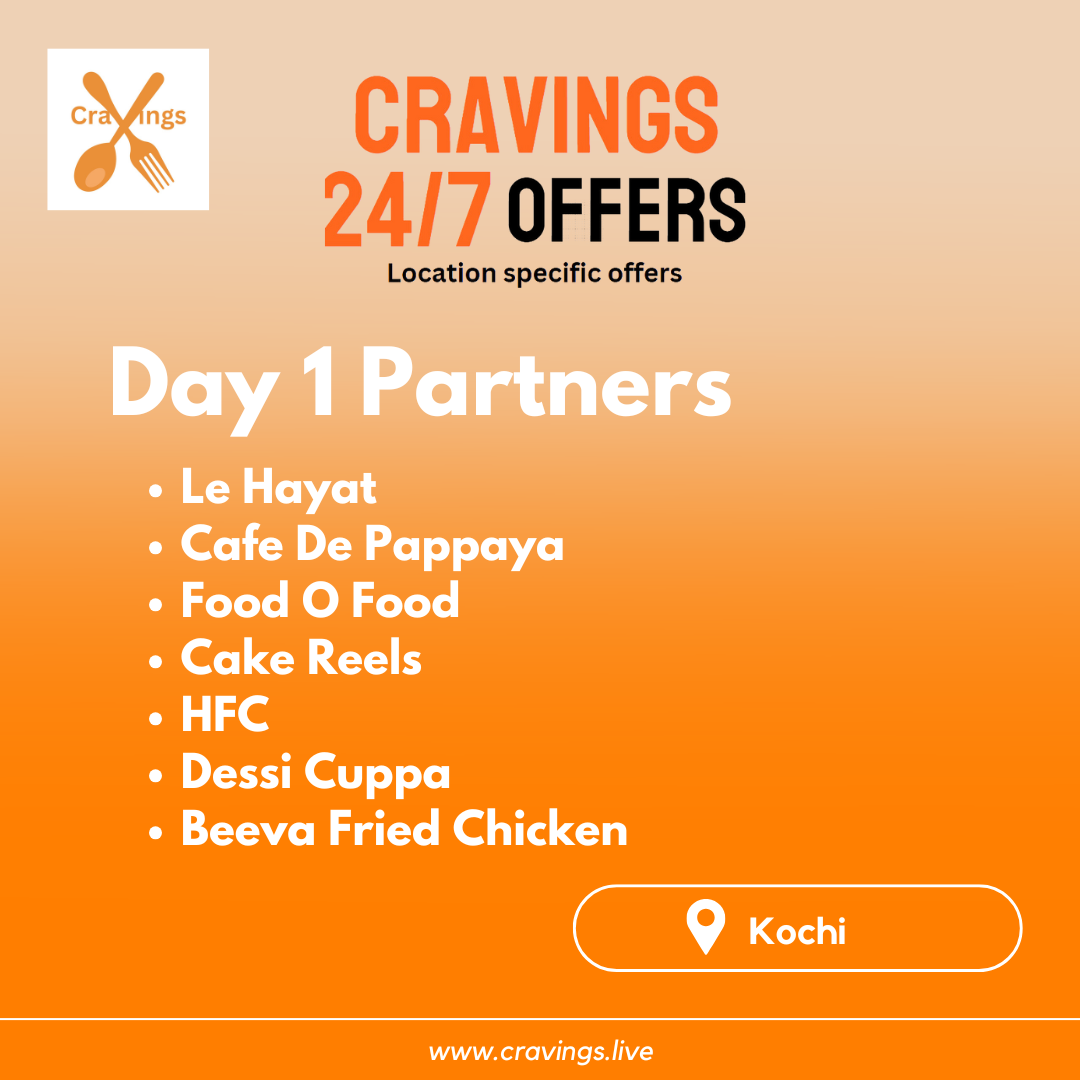 Cravings
CRAVINGS
24/7 OFFERS
Location specific offers
Day 1 Partners
• Le Hayat
• Cafe De Pappaya
• Food O Food
• Cake Reels
• HFC
• Dessi Cuppa
• Beeva Fried Chicken
Kochi
www.cravings.live